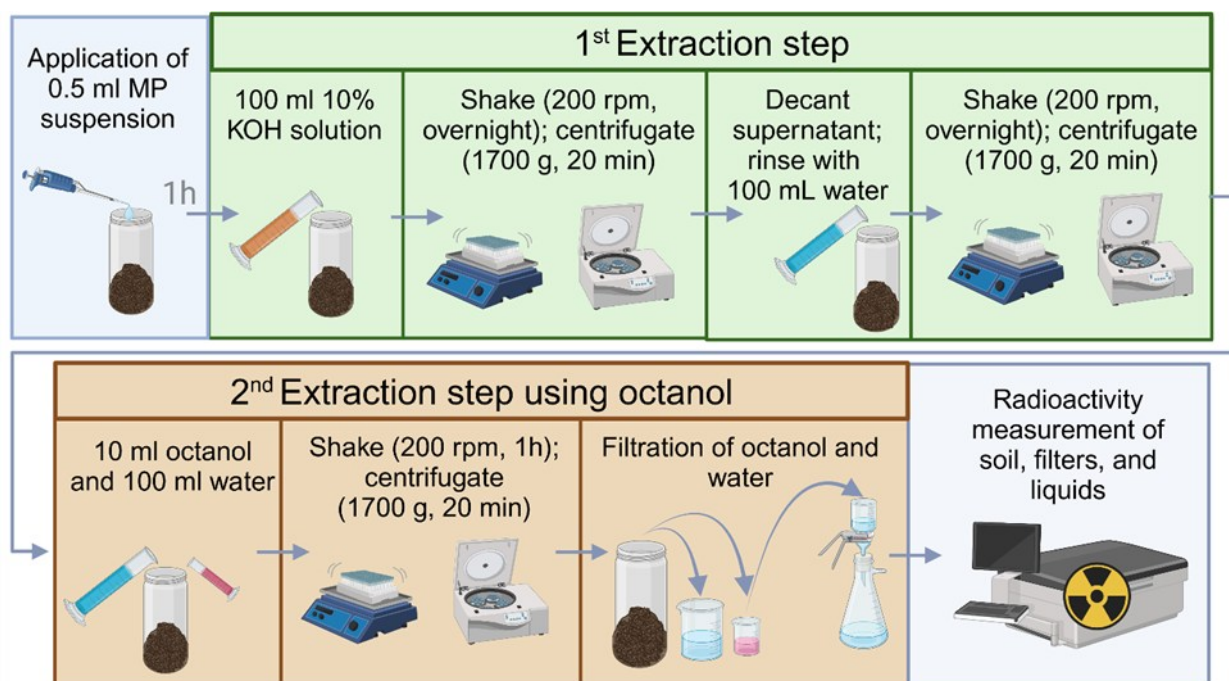 Application of
0.5 ml MP
suspension
1h
1st Extraction step
100 ml 10%
KOH solution
Shake (200 rpm,
overnight); centrifugate
(1700 g, 20 min)
Decant
supernatant;
rinse with
100 mL water
Shake (200 rpm,
overnight); centrifugate
(1700 g, 20 min)
2nd Extraction step using octanol
10 ml octanol
and 100 ml water
Shake (200 rpm, 1h);
centrifugate
(1700 g, 20 min)
Filtration of octanol and
water
Radioactivity
measurement of
soil, filters, and
liquids